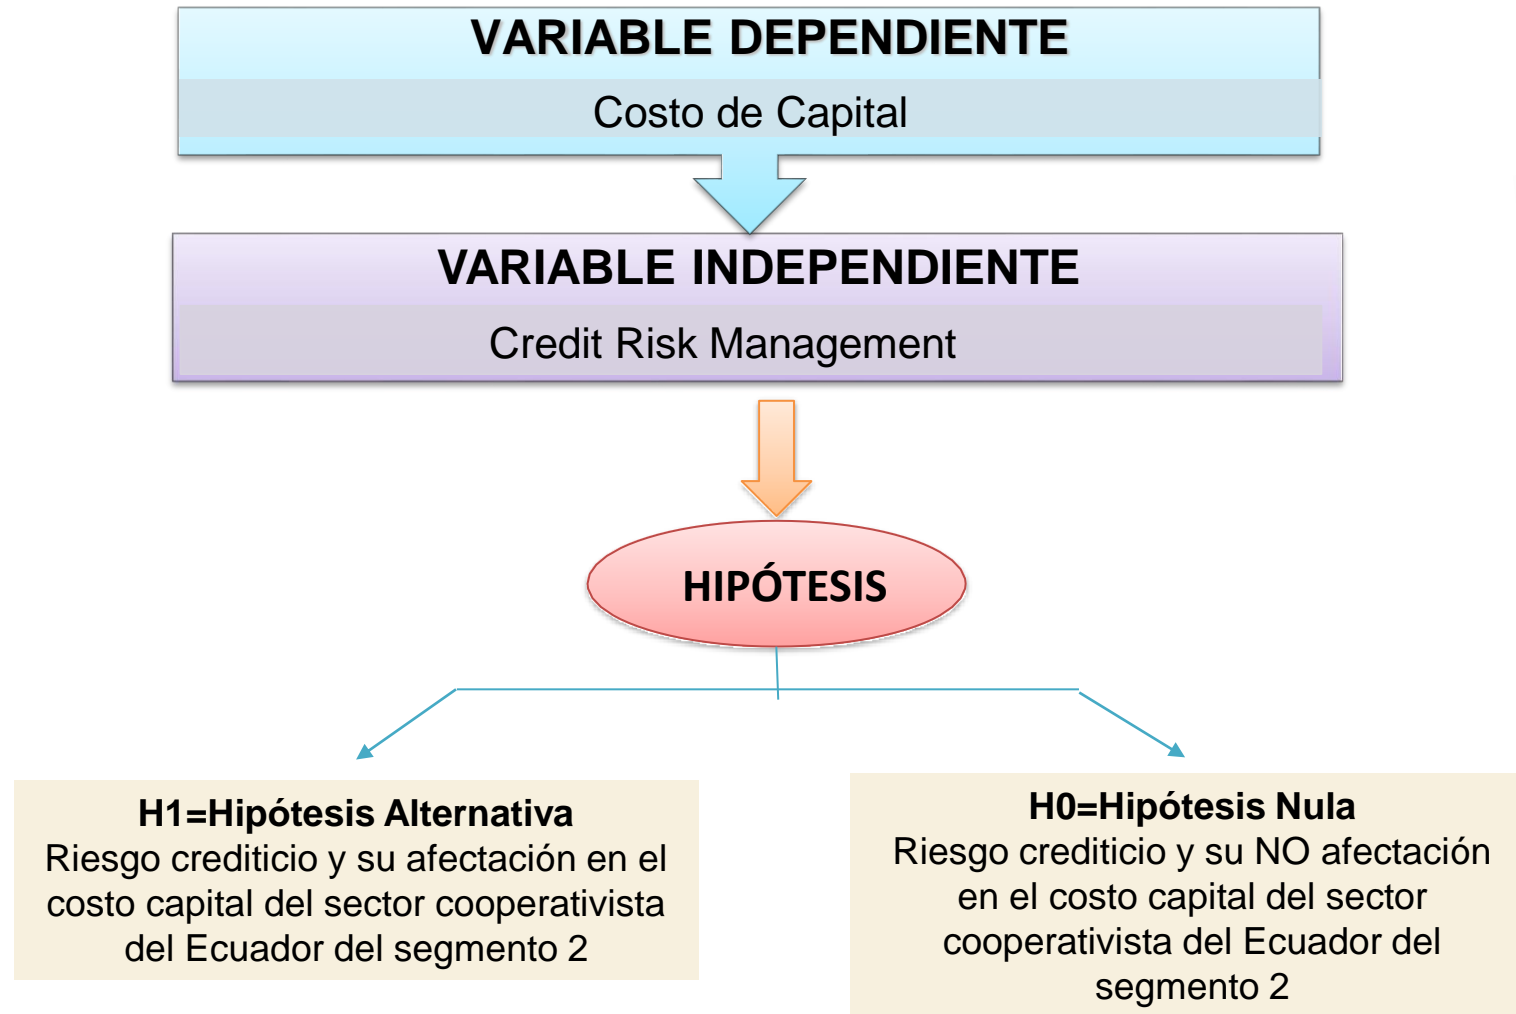 VARIABLE DEPENDIENTE
Costo de Capital
VARIABLE INDEPENDIENTE
Credit Risk Management
HIPÓTESIS
H1=Hipótesis Alternativa
Riesgo crediticio y su afectación en el
costo capital del sector cooperativista
del Ecuador del segmento 2
H0=Hipótesis Nula
Riesgo crediticio y su NO afectación
en el costo capital del sector
cooperativista del Ecuador del
segmento 2